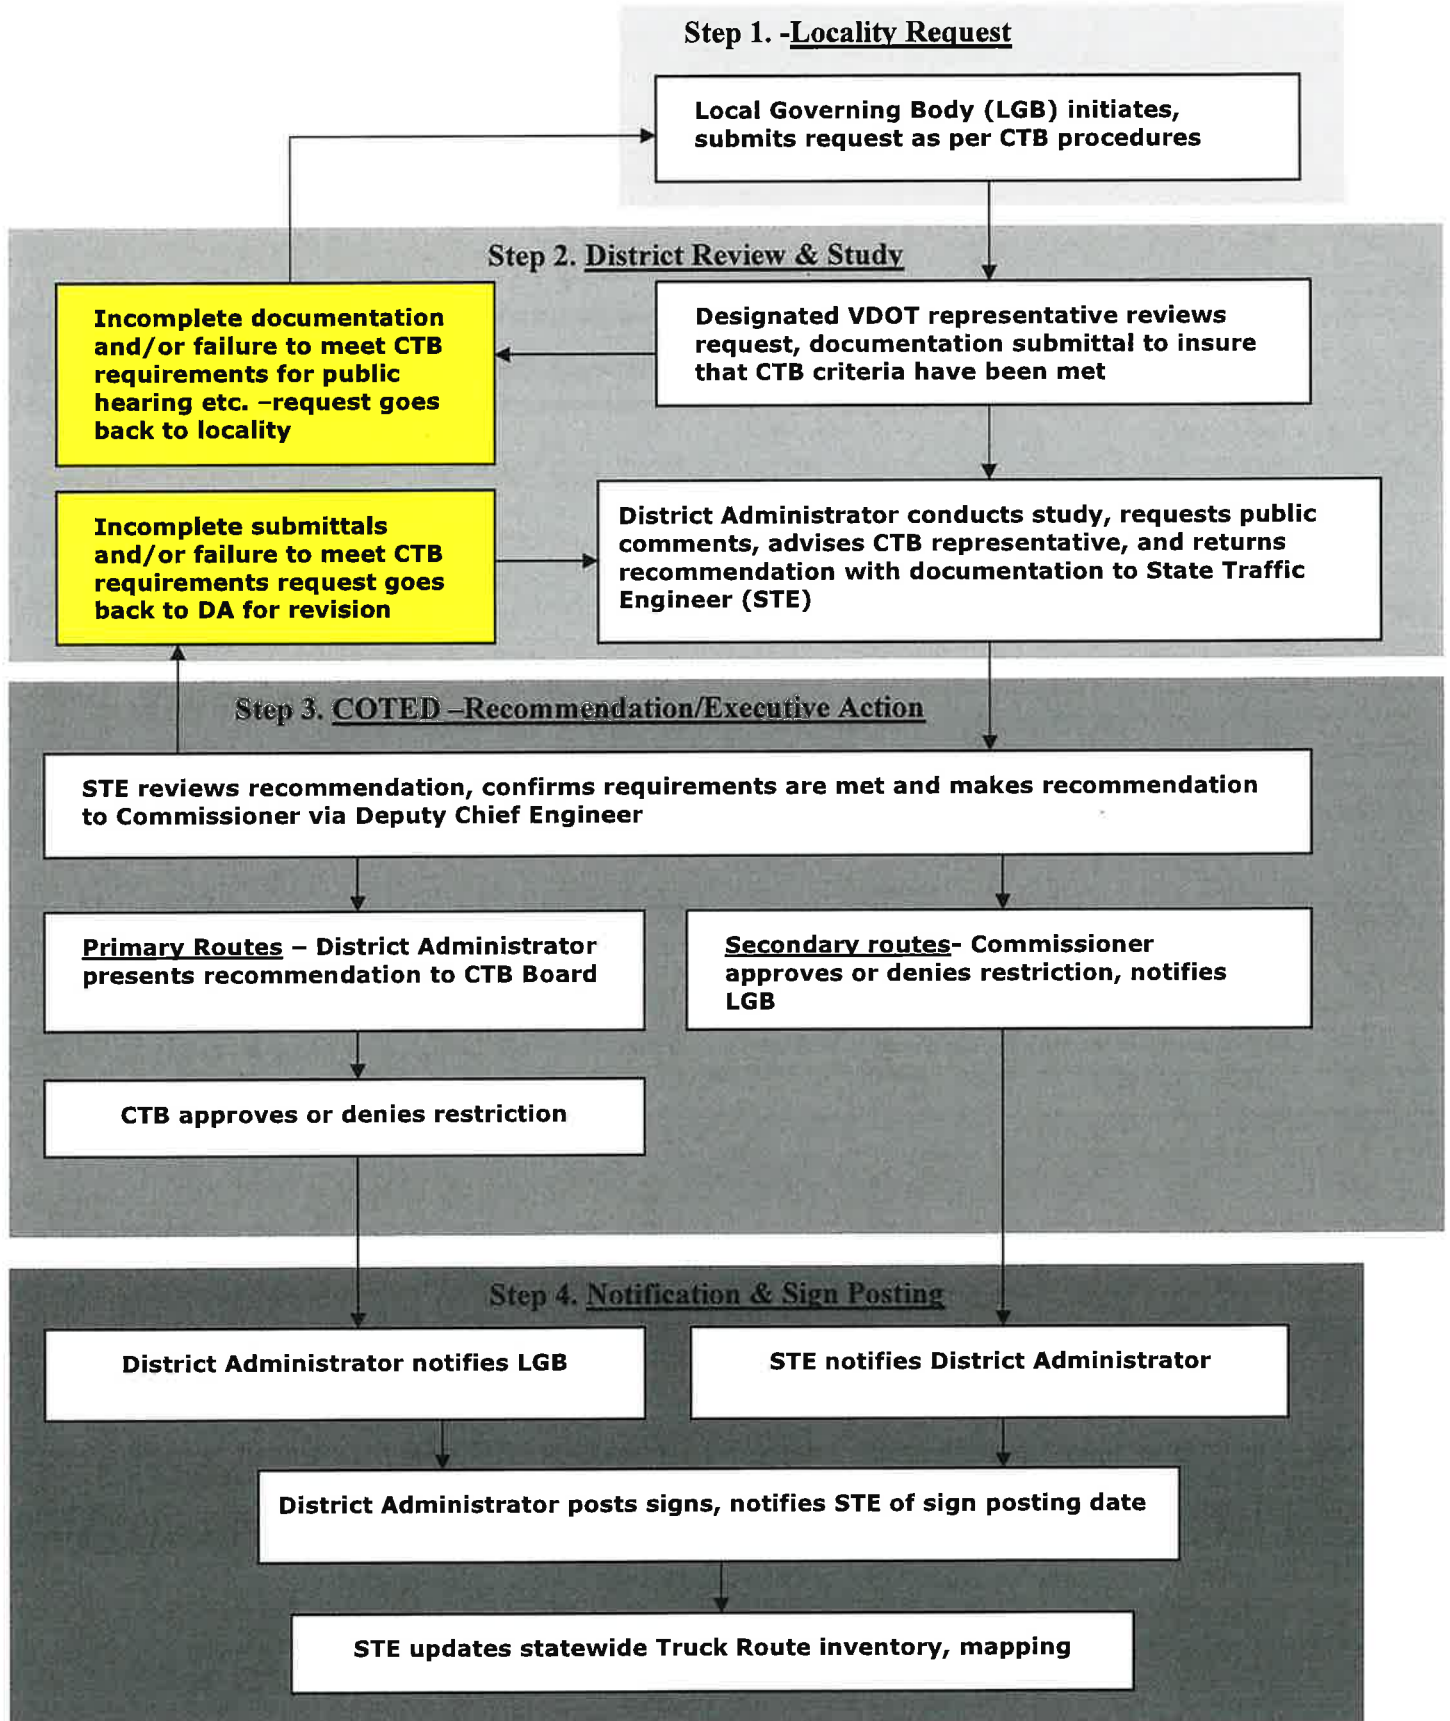 Step 1. -Locality Request
Local Governing Body (LGB) initiates,
submits request as per CTB procedures
Step 2. District Review & Study
Incomplete documentation
and/or failure to meet CTB
requirements for public
hearing etc. –request goes
back to locality
Designated VDOT representative reviews
request, documentation submittal to insure
that CTB criteria have been met
Incomplete submittals
and/or failure to meet CTB
requirements request goes
back to DA for revision
District Administrator conducts study, requests public
comments, advises CTB representative, and returns
recommendation with documentation to State Traffic
Engineer (STE)
Step 3. COTED –Recommendation/Executive Action
STE reviews recommendation, confirms requirements are met and makes recommendation
to Commissioner via Deputy Chief Engineer
Primary Routes – District Administrator
presents recommendation to CTB Board
Secondary routes- Commissioner
approves or denies restriction, notifies
LGB
CTB approves or denies restriction
Step 4. Notification & Sign Posting
District Administrator notifies LGB
STE notifies District Administrator
District Administrator posts signs, notifies STE of sign posting date
STE updates statewide Truck Route inventory, mapping